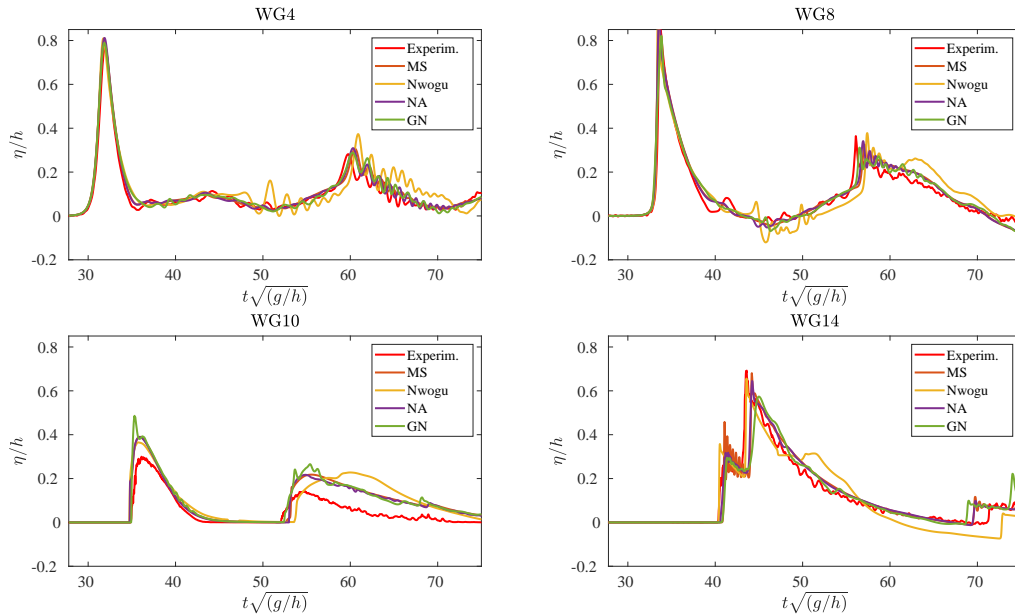 WG4
0.8
0.6
0.4
0.2
0
-0.2
η/h
30 40 50 60 70
t√(g/h)
Experim.
MS
Nwogu
NA
GN
WG8
0.8
0.6
0.4
0.2
0
-0.2
η/h
30 40 50 60 70
t√(g/h)
Experim.
MS
Nwogu
NA
GN
WG10
0.8
0.6
0.4
0.2
0
-0.2
η/h
30 40 50 60 70
t√(g/h)
Experim.
MS
Nwogu
NA
GN
WG14
0.8
0.6
0.4
0.2
0
-0.2
η/h
30 40 50 60 70
t√(g/h)
Experim.
MS
Nwogu
NA
GN